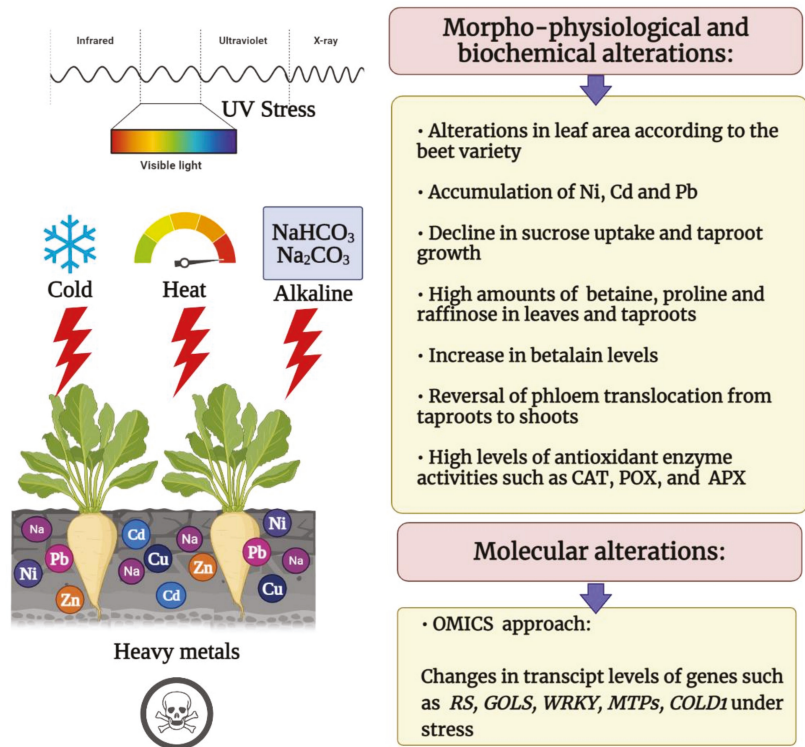 Infrared
Ultraviolet
X-ray
UV Stress
Visible light
NaHCO₃
Na₂CO₃
Cold
Heat
Alkaline
Na
Cd
Ni
Pb
Cu
Na
Zn
Pb
Na
Ni
Zn
Cd
Cu
Heavy metals
Morpho-physiological and
biochemical alterations:
· Alterations in leaf area according to the
beet variety
· Accumulation of Ni, Cd and Pb
· Decline in sucrose uptake and taproot
growth
· High amounts of betaine, proline and
raffinose in leaves and taproots
· Increase in betalain levels
· Reversal of phloem translocation from
taproots to shoots
· High levels of antioxidant enzyme
activities such as CAT, POX, and APX
Molecular alterations:
· OMICS approach:
Changes in transcipt levels of genes such
as RS, GOLS, WRKY, MTPs, COLD1 under
stress